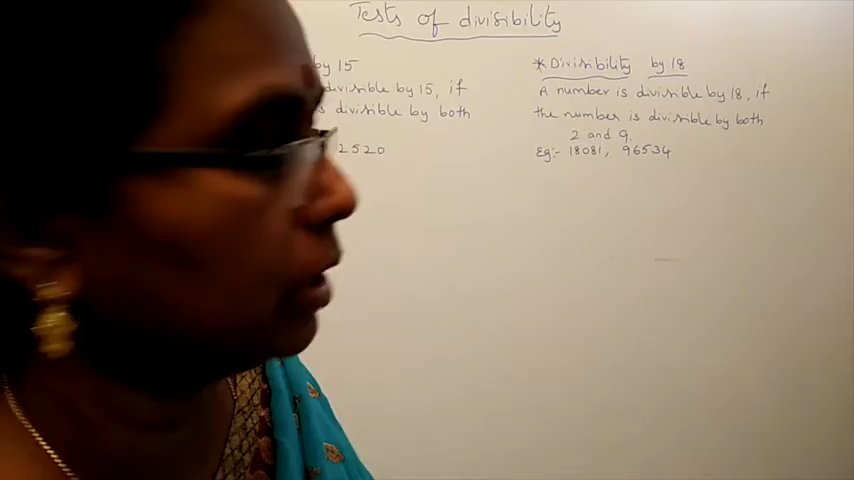 Tests of divisibility
by 15
divisible by 15, if
is divisible by both
2520
* Divisibility by 18
A number is divisible by 18, if
the number is divisible by both
2 and 9.
Eg:- 18081, 96534